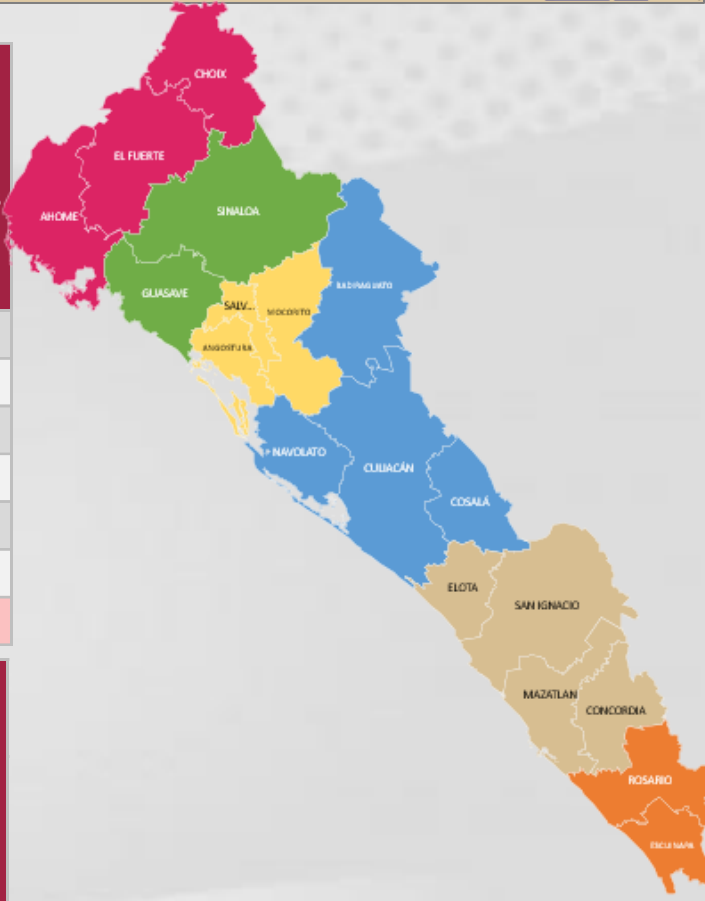 CHOIX
EL FUERTE
AHOME
SINALOA
BADIRAGUATO
GUASAVE
SALV...
MOCORITO
ANGOSTURA
NAVOLATO
CULIACÁN
COSALÁ
ELOTA
SAN IGNACIO
MAZATLAN
CONCORDIA
ROSARIO
ESCUINAPA